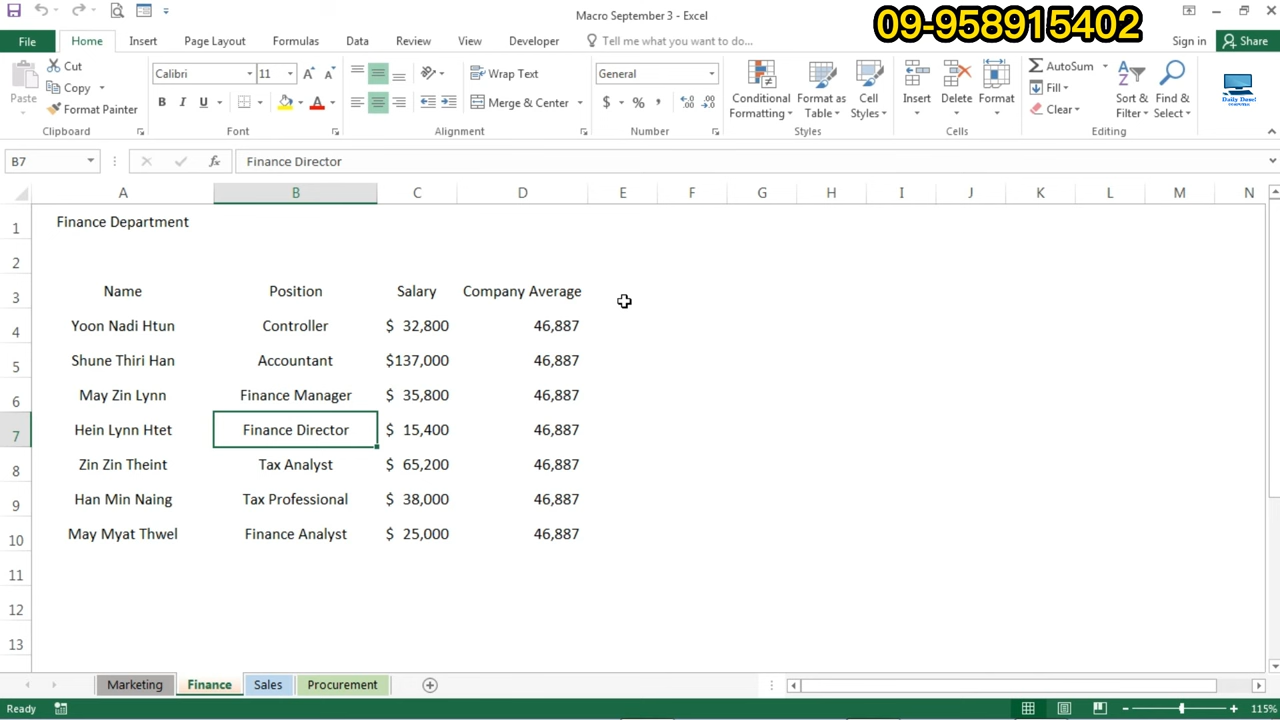 Macro September 3 - Excel
09-958915402
File Home Insert Page Layout Formulas Data Review View Developer Tell me what you want to do... Sign in Share
Paste
Cut
Copy
Format Painter
Clipboard
Calibri 11
B I U
Font
Wrap Text
Merge & Center
Alignment
General
$ % ,
Number
Conditional Formatting
Format as Table
Cell Styles
Styles
Insert Delete Format
Cells
AutoSum
Fill
Clear
Sort & Filter
Find & Select
Editing
Daily Dose!
B7 fx Finance Director
A B C D E F G H I J K L M N
1 Finance Department
2
3 Name Position Salary Company Average
4 Yoon Nadi Htun Controller $ 32,800 46,887
5 Shune Thiri Han Accountant $137,000 46,887
6 May Zin Lynn Finance Manager $ 35,800 46,887
7 Hein Lynn Htet Finance Director $ 15,400 46,887
8 Zin Zin Theint Tax Analyst $ 65,200 46,887
9 Han Min Naing Tax Professional $ 38,000 46,887
10 May Myat Thwel Finance Analyst $ 25,000 46,887
11
12
13
Marketing Finance Sales Procurement
Ready 115%